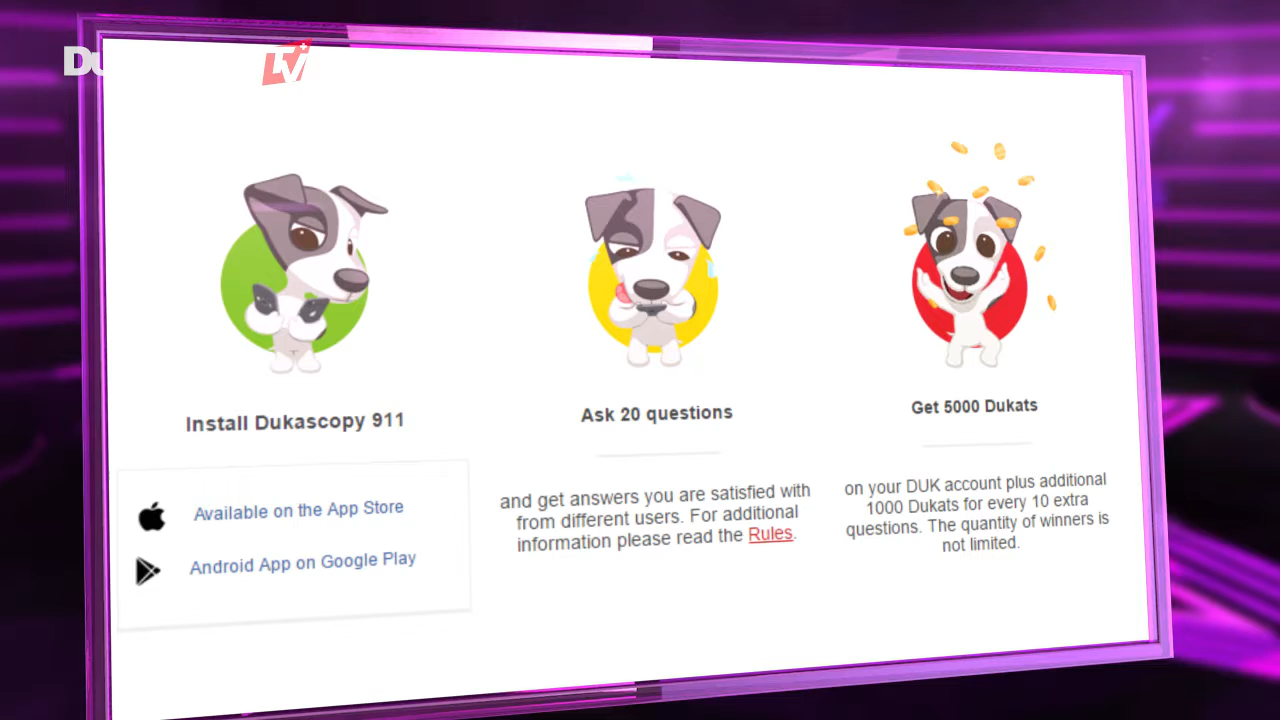 Du
TV
Install Dukascopy 911
Available on the App Store
Android App on Google Play
Ask 20 questions
and get answers you are satisfied with
from different users. For additional
information please read the Rules.
Get 5000 Dukats
on your DUK account plus additional
1000 Dukats for every 10 extra
questions. The quantity of winners is
not limited.